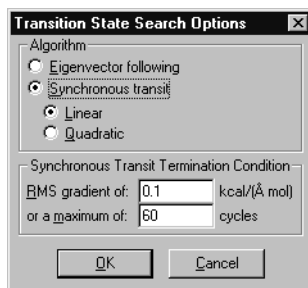 Transition State Search Options
Algorithm
Eigenvector following
Synchronous transit
Linear
Quadratic
Synchronous Transit Termination Condition
RMS gradient of: 0.1 kcal/(Å mol)
or a maximum of: 60 cycles
OK Cancel